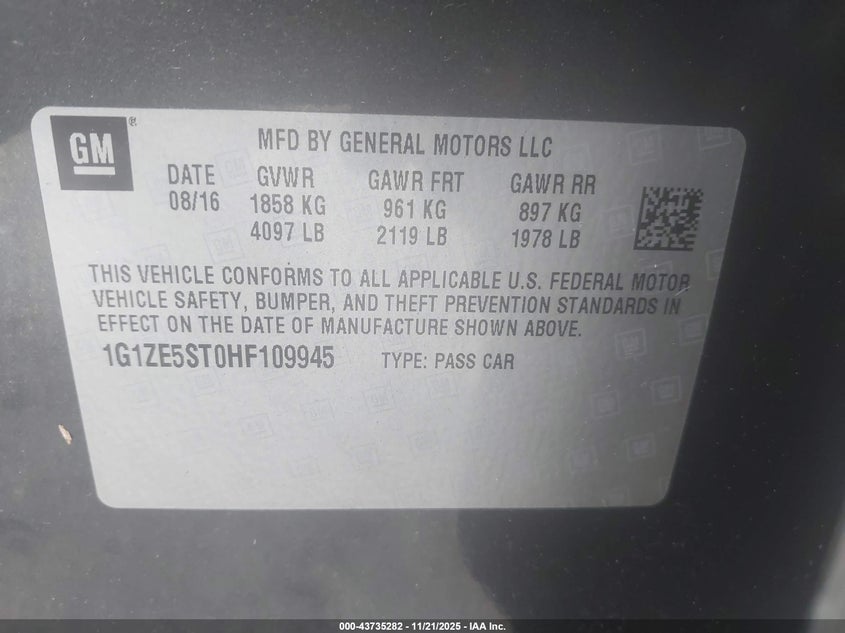 GM ®
MFD BY GENERAL MOTORS LLC
DATE GVWR GAWR FRT GAWR RR
08/16 1858 KG 961 KG 897 KG
4097 LB 2119 LB 1978 LB
THIS VEHICLE CONFORMS TO ALL APPLICABLE U.S. FEDERAL MOTOR
VEHICLE SAFETY, BUMPER, AND THEFT PREVENTION STANDARDS IN
EFFECT ON THE DATE OF MANUFACTURE SHOWN ABOVE.
1G1ZE5ST0HF109945 TYPE: PASS CAR
000-43735282 - 11/21/2025 - IAA Inc.